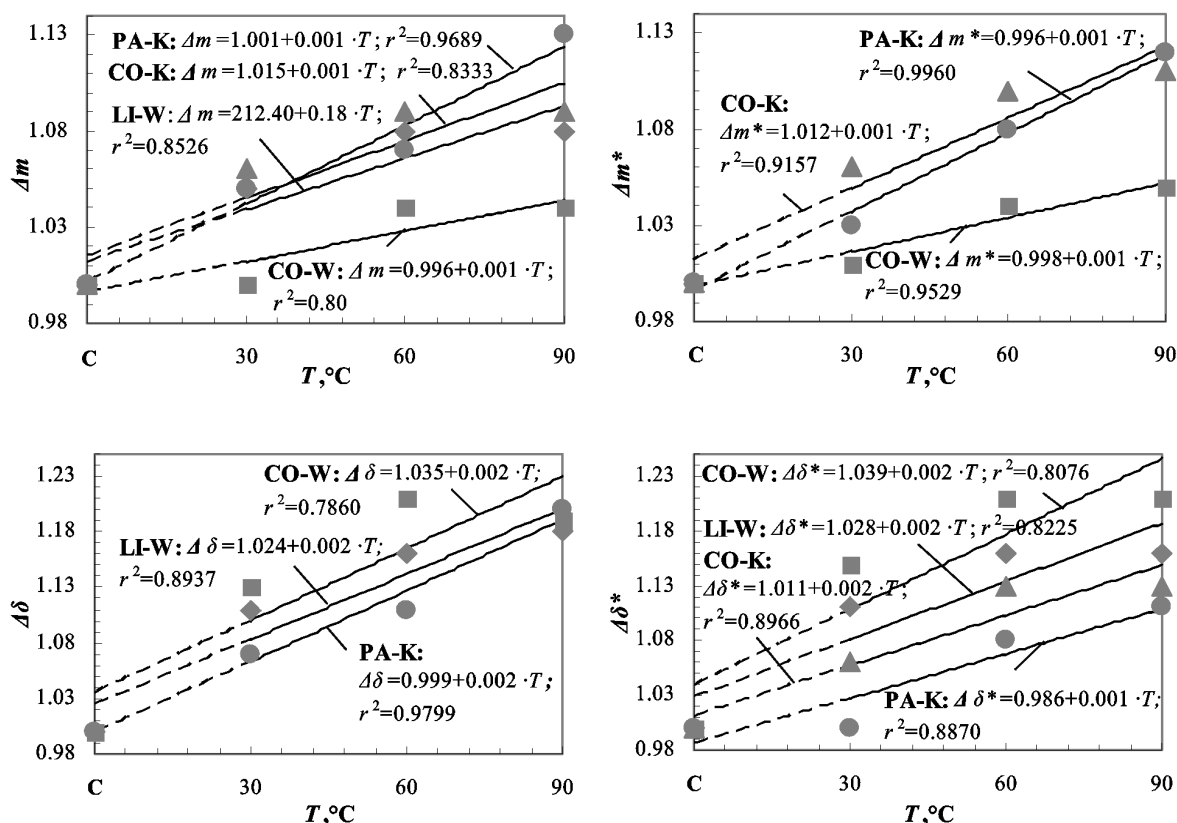 Δm
1.13
1.08
1.03
0.98
PA-K: Δm=1.001+0.001 ·T; r²=0.9689
CO-K: Δ m=1.015+0.001 ·T; r²=0.8333
LI-W: Δ m=212.40+0.18 ·T;
r²=0.8526
CO-W: Δ m=0.996+0.001 ·T;
r²=0.80
C 30 60 90
T,°C
Δm*
1.13
1.08
1.03
0.98
PA-K: Δ m*=0.996+0.001 ·T;
r²=0.9960
CO-K:
Δm*=1.012+0.001 ·T;
r²=0.9157
CO-W: Δ m*=0.998+0.001 ·T;
r²=0.9529
C 30 60 90
T,°C
Δδ
1.23
1.18
1.13
1.08
1.03
0.98
CO-W: Δ δ=1.035+0.002 ·T;
r²=0.7860
LI-W: Δ δ=1.024+0.002 ·T;
r²=0.8937
PA-K:
Δδ=0.999+0.002 ·T;
r²=0.9799
C 30 60 90
T,°C
Δδ*
1.23
1.18
1.13
1.08
1.03
0.98
CO-W: Δδ*=1.039+0.002 ·T; r²=0.8076
LI-W: Δδ*=1.028+0.002 ·T; r²=0.8225
CO-K:
Δδ*=1.011+0.002 ·T;
r²=0.8966
PA-K: Δ δ*=0.986+0.001 ·T;
r²=0.8870
C 30 60 90
T,°C